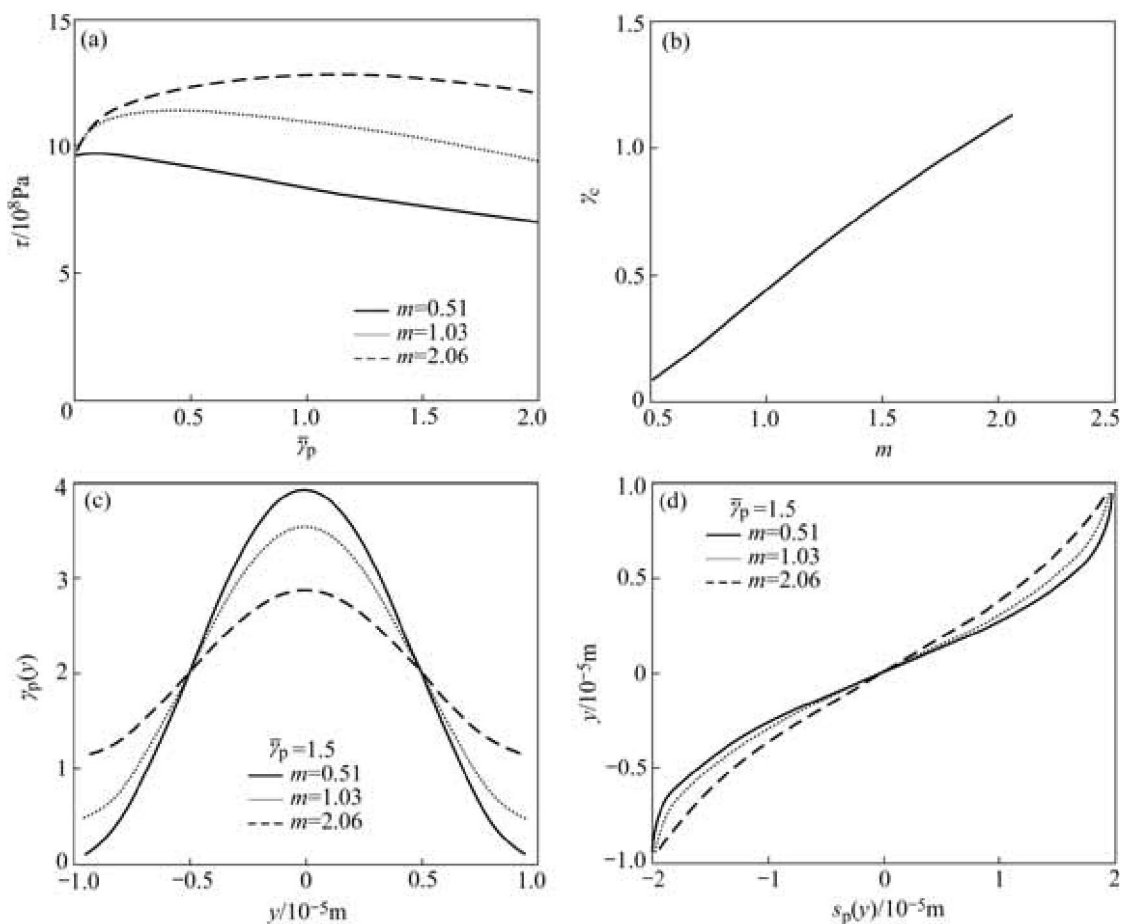 (a)
15
10
5
0
0.5
1.0
1.5
2.0
τ/10⁸Pa
γ̅p
m=0.51
m=1.03
m=2.06
(b)
1.5
1.0
0.5
0
0.5
1.0
1.5
2.0
2.5
γc
m
(c)
4
3
2
1
0
−1.0
−0.5
0
0.5
1.0
γp(y)
y/10⁻⁵m
γ̅p=1.5
m=0.51
m=1.03
m=2.06
(d)
1.0
0.5
0
−0.5
−1.0
−2
−1
0
1
2
y/10⁻⁵m
sp(y)/10⁻⁵m
γ̅p=1.5
m=0.51
m=1.03
m=2.06